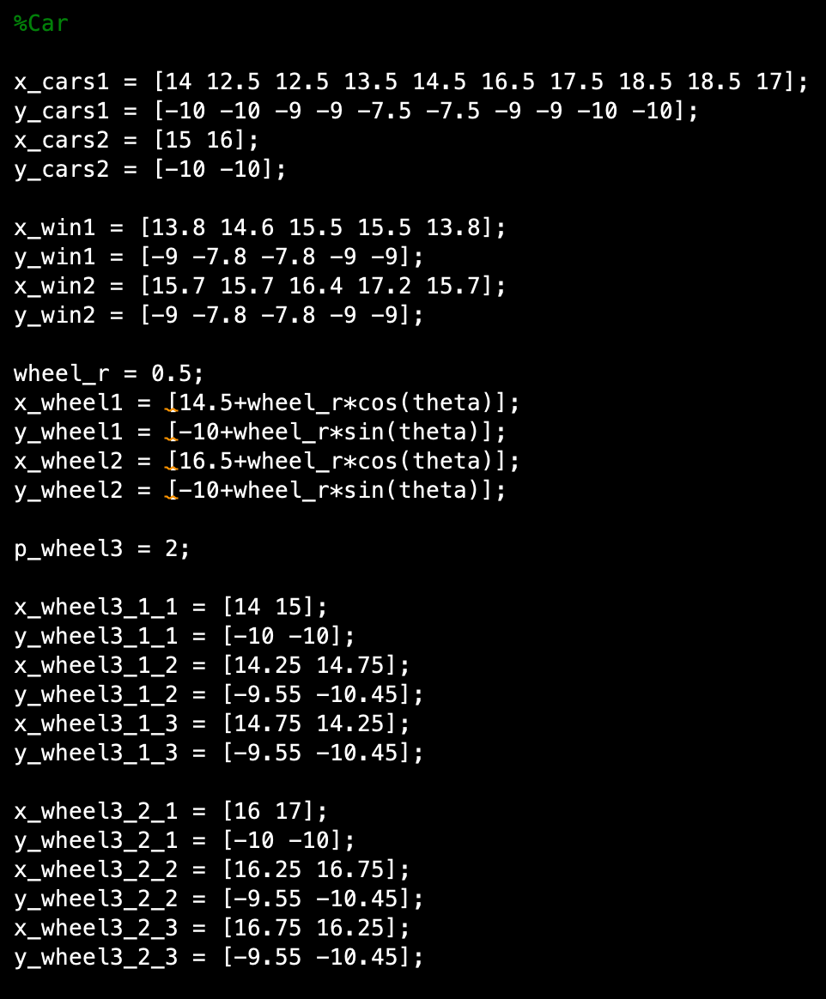 %Car
x_cars1 = [14 12.5 12.5 13.5 14.5 16.5 17.5 18.5 18.5 17];
y_cars1 = [-10 -10 -9 -9 -7.5 -7.5 -9 -9 -10 -10];
x_cars2 = [15 16];
y_cars2 = [-10 -10];
x_win1 = [13.8 14.6 15.5 15.5 13.8];
y_win1 = [-9 -7.8 -7.8 -9 -9];
x_win2 = [15.7 15.7 16.4 17.2 15.7];
y_win2 = [-9 -7.8 -7.8 -9 -9];
wheel_r = 0.5;
x_wheel1 = [14.5+wheel_r*cos(theta)];
y_wheel1 = [-10+wheel_r*sin(theta)];
x_wheel2 = [16.5+wheel_r*cos(theta)];
y_wheel2 = [-10+wheel_r*sin(theta)];
p_wheel3 = 2;
x_wheel3_1_1 = [14 15];
y_wheel3_1_1 = [-10 -10];
x_wheel3_1_2 = [14.25 14.75];
y_wheel3_1_2 = [-9.55 -10.45];
x_wheel3_1_3 = [14.75 14.25];
y_wheel3_1_3 = [-9.55 -10.45];
x_wheel3_2_1 = [16 17];
y_wheel3_2_1 = [-10 -10];
x_wheel3_2_2 = [16.25 16.75];
y_wheel3_2_2 = [-9.55 -10.45];
x_wheel3_2_3 = [16.75 16.25];
y_wheel3_2_3 = [-9.55 -10.45];